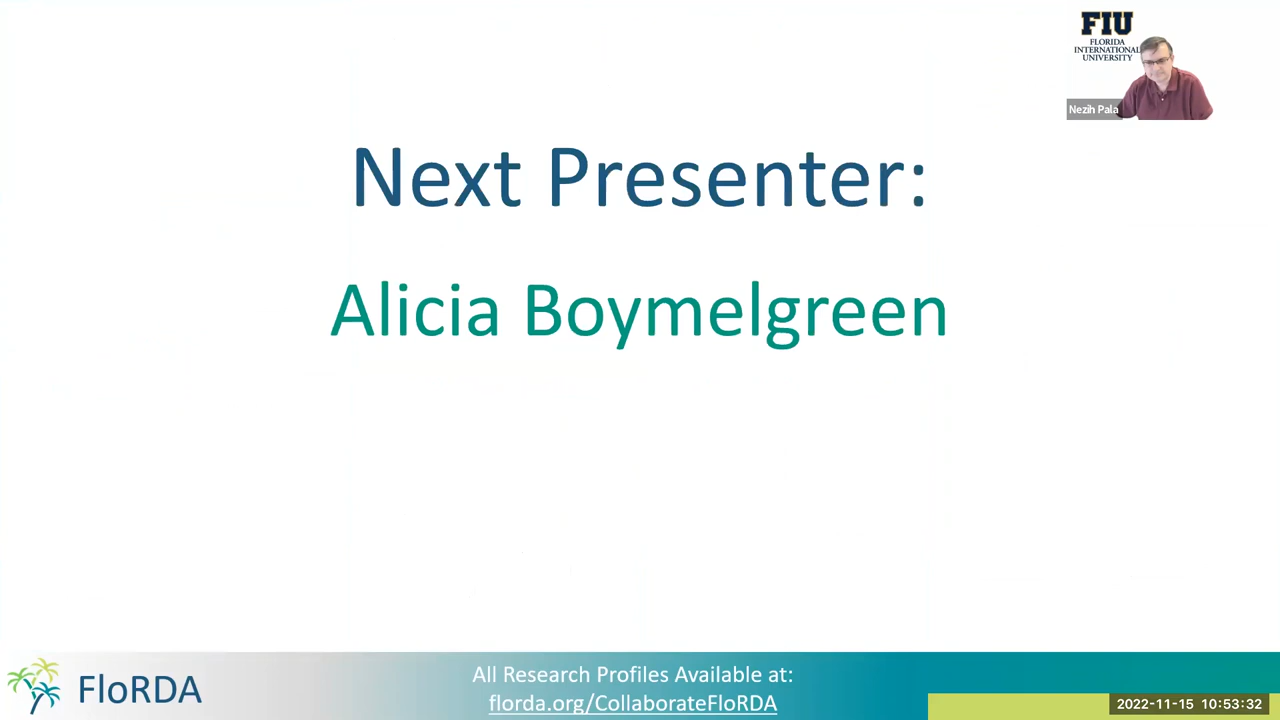 FIU
FLORIDA
INTERNATIONAL
UNIVERSITY
Nezih Pala
Next Presenter:
Alicia Boymelgreen
FloRDA
All Research Profiles Available at:
florda.org/CollaborateFloRDA
2022-11-15 10:53:32